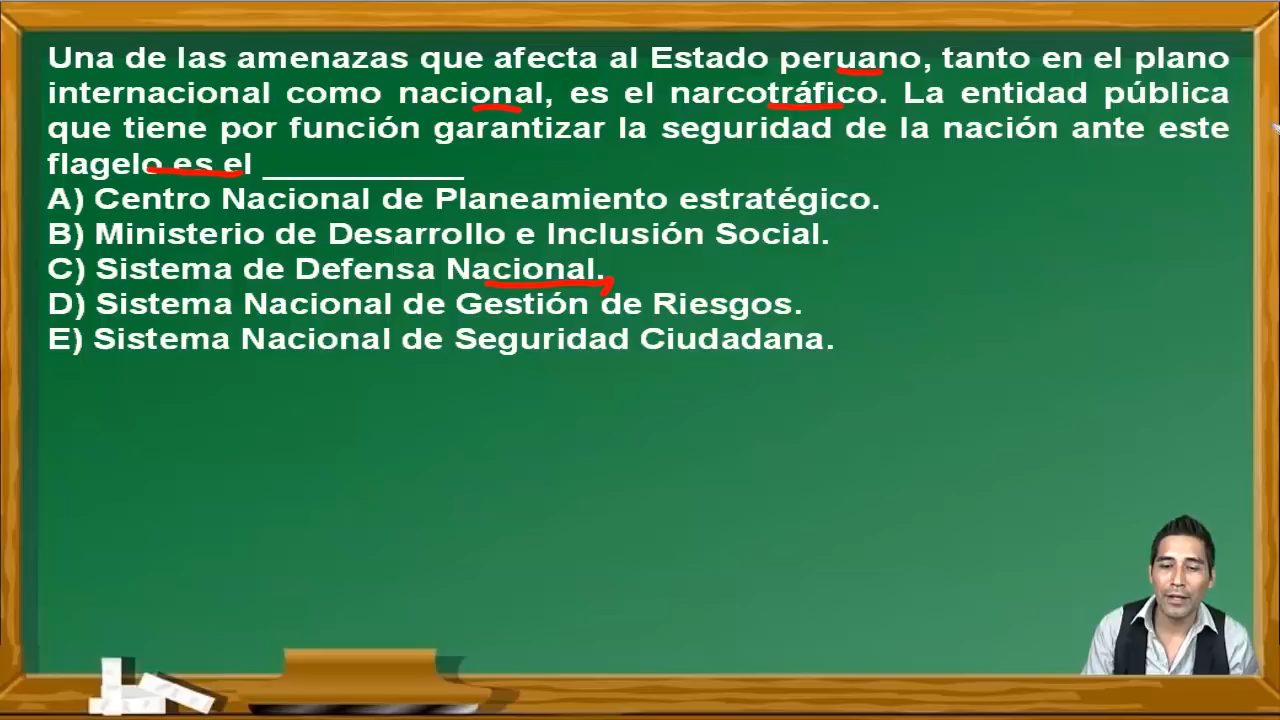 Una de las amenazas que afecta al Estado peruano, tanto en el plano
internacional como nacional, es el narcotráfico. La entidad pública
que tiene por función garantizar la seguridad de la nación ante este
flagelo es el ____________
A) Centro Nacional de Planeamiento estratégico.
B) Ministerio de Desarrollo e Inclusión Social.
C) Sistema de Defensa Nacional.
D) Sistema Nacional de Gestión de Riesgos.
E) Sistema Nacional de Seguridad Ciudadana.